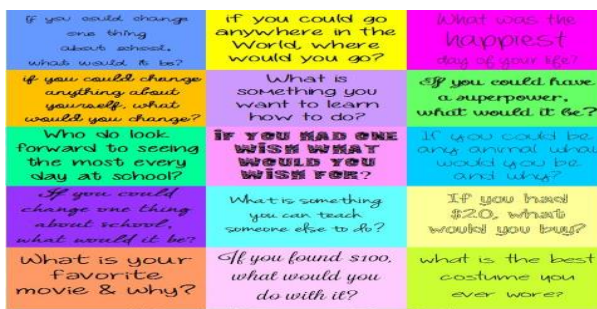 if you could change
one thing
about school,
what would it be?
if you could go
anywhere in the
World, where
would you go?
What was the
happiest
day of your life?
if you could change
anything about
yourself, what
would you change?
What is
something you
want to learn
how to do?
If you could have
a superpower,
what would it be?
Who do look
forward to seeing
the most every
day at school?
IF YOU HAD ONE
WISH WHAT
WOULD YOU
WISH FOR?
If you could be
any animal what
would you be
and why?
If you could
change one thing
about school,
what would it be?
What is something
you can teach
someone else to do?
If you had
$20, what
would you buy?
What is your
favorite
movie & why?
If you found $100,
what would you
do with it?
what is the best
costume you
ever wore?